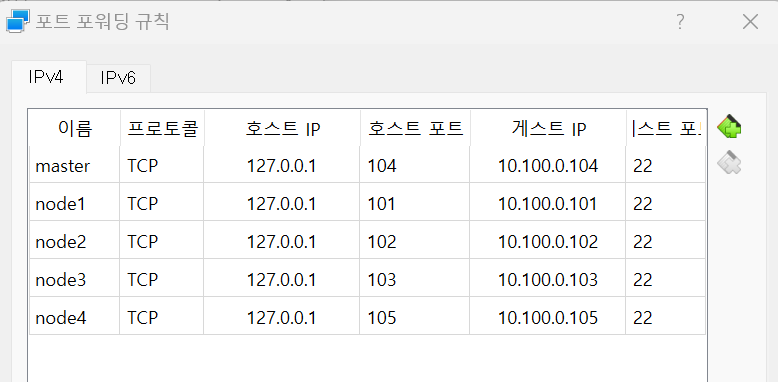 포트 포워딩 규칙 ?
IPv4 IPv6
이름 프로토콜 호스트 IP 호스트 포트 게스트 IP 스트 포
master TCP 127.0.0.1 104 10.100.0.104 22
node1 TCP 127.0.0.1 101 10.100.0.101 22
node2 TCP 127.0.0.1 102 10.100.0.102 22
node3 TCP 127.0.0.1 103 10.100.0.103 22
node4 TCP 127.0.0.1 105 10.100.0.105 22